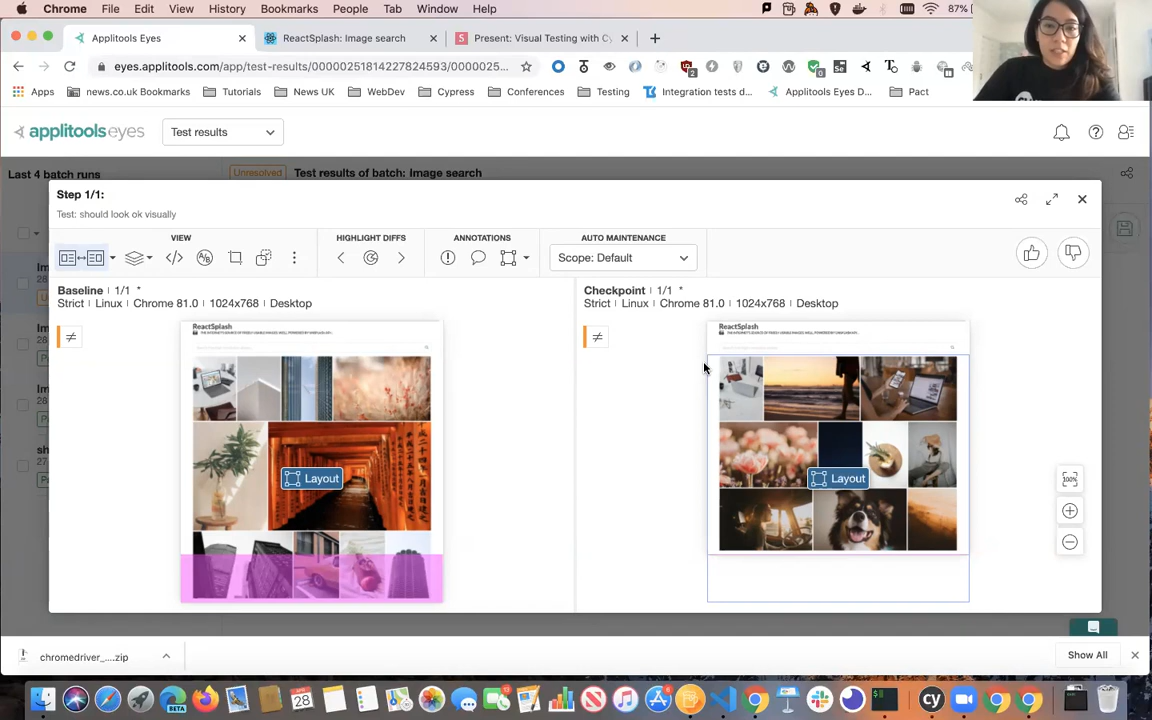 Chrome File Edit View History Bookmarks People Tab Window Help 87%
Applitools Eyes ReactSplash: Image search Present: Visual Testing with Cy
eyes.applitools.com/app/test-results/00000251814227824593/0000025...
Apps news.co.uk Bookmarks Tutorials News UK WebDev Cypress Conferences Testing Integration tests d... Applitools Eyes D... Pact
applitools eyes Test results
Last 4 batch runs Unresolved Test results of batch: Image search
Step 1/1:
Test: should look ok visually
VIEW HIGHLIGHT DIFFS ANNOTATIONS AUTO MAINTENANCE
Scope: Default
Baseline 1/1 *
Strict Linux Chrome 81.0 1024x768 Desktop
Checkpoint 1/1 *
Strict Linux Chrome 81.0 1024x768 Desktop
ReactSplash
ReactSplash
Layout
Layout
100%
chromedriver_....zip Show All
APR
28